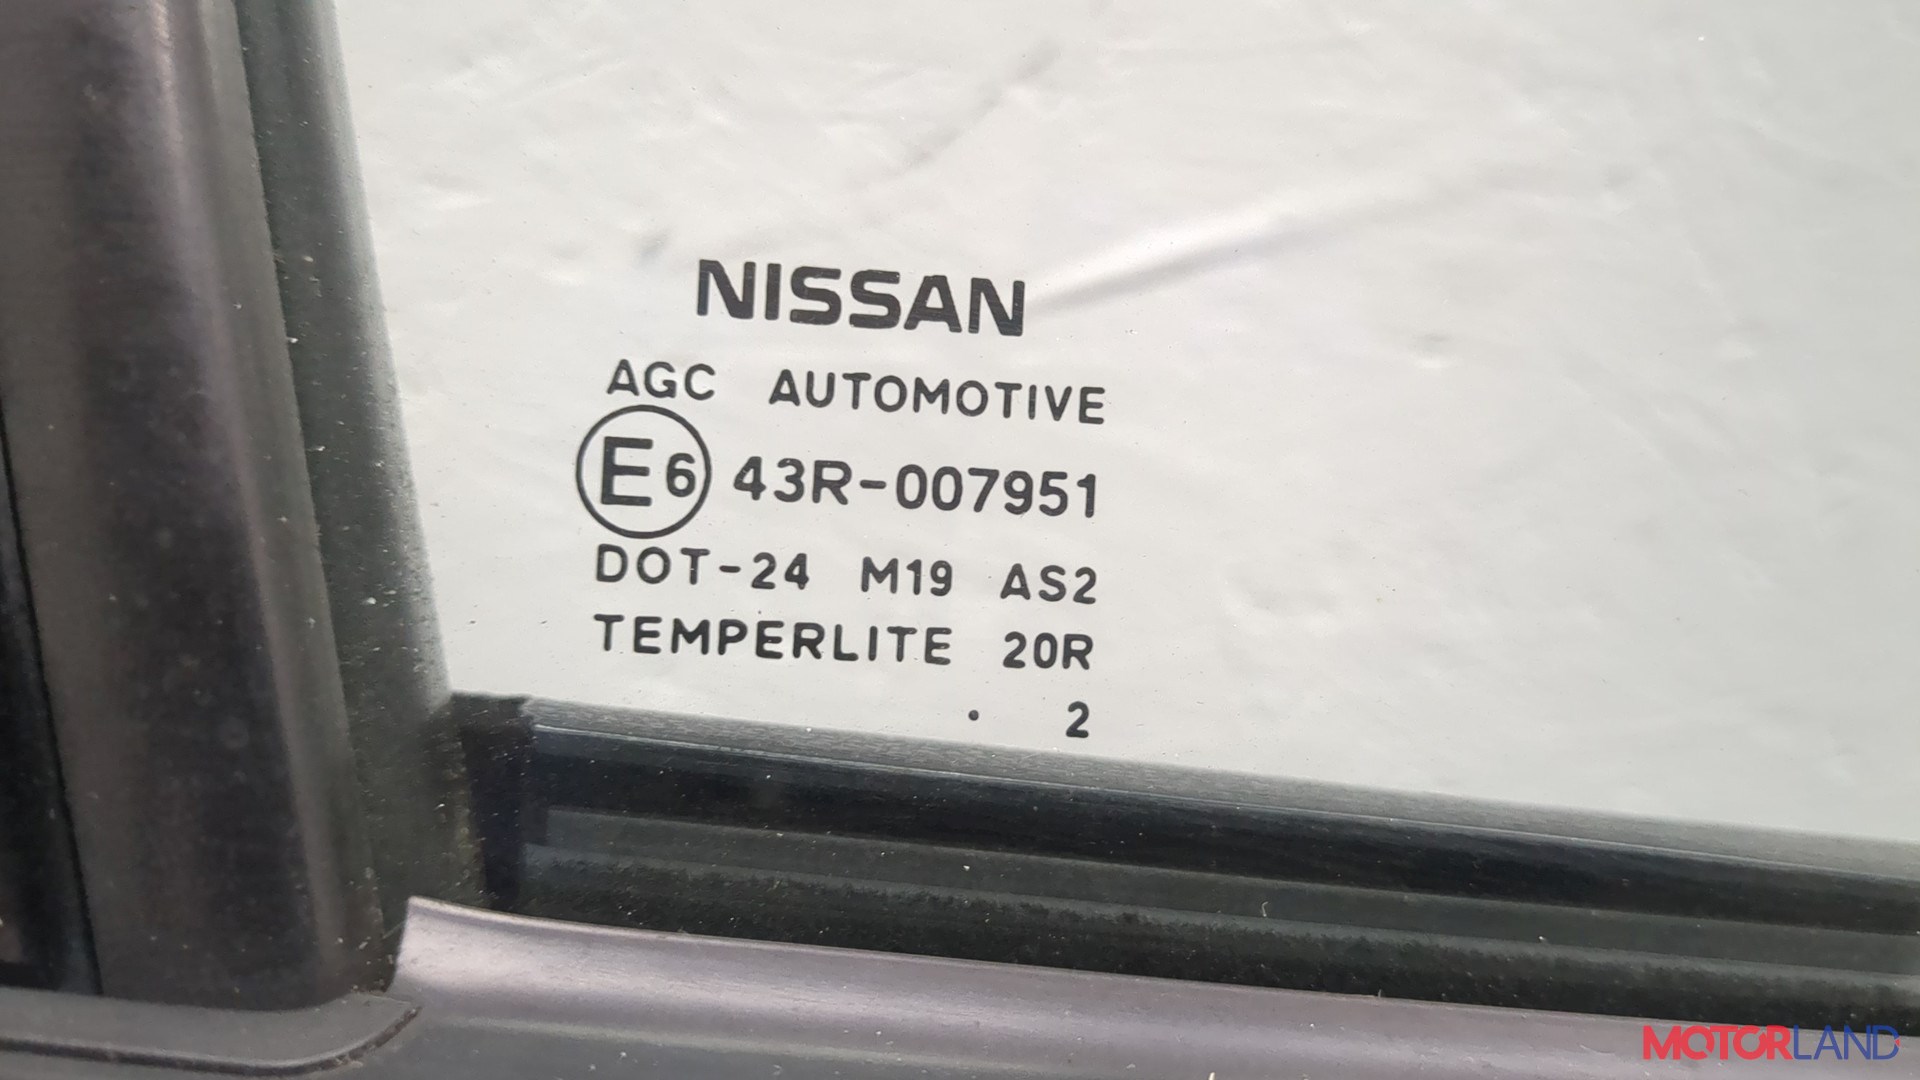 NISSAN
AGC AUTOMOTIVE
E6 43R-007951
DOT-24 M19 AS2
TEMPERLITE 20R
. 2
MOTORLAND